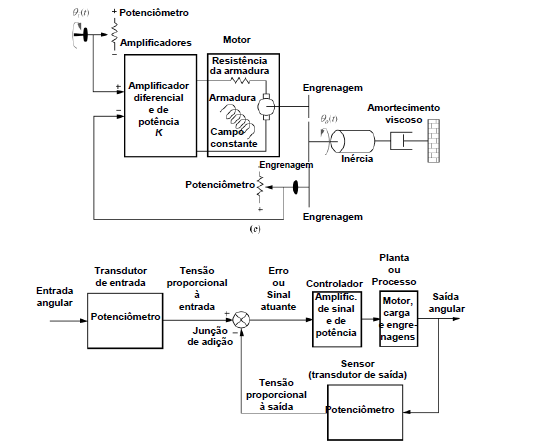 θi(t)
+ Potenciômetro
−
Amplificadores
Motor
+
−
Amplificador
diferencial
e de
potência
K
Resistência
da armadura
Armadura
Campo
constante
Engrenagem
θo(t)
Amortecimento
viscoso
Inércia
Engrenagem
Potenciômetro
+
Engrenagem
(c)
Entrada
angular
Transdutor
de entrada
Potenciômetro
Tensão
proporcional
à
entrada
+
−
Junção
de adição
Erro
ou
Sinal
atuante
Controlador
Amplific.
de sinal
e de
potência
Planta
ou
Processo
Motor,
carga
e engre-
nagens
Saída
angular
Sensor
(transdutor de saída)
Potenciômetro
Tensão
proporcional
à saída